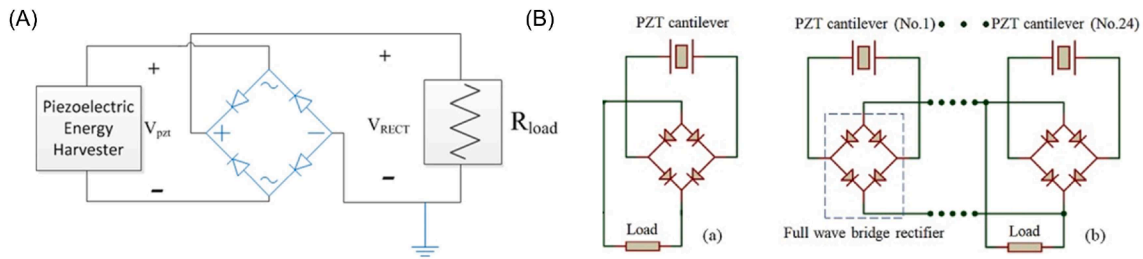 (A)
Piezoelectric
Energy
Harvester
+
V_pzt
−
~
+
−
~
+
V_RECT
−
R_load
(B)
PZT cantilever
Load
(a)
PZT cantilever (No.1)
PZT cantilever (No.24)
Full wave bridge rectifier
Load
(b)